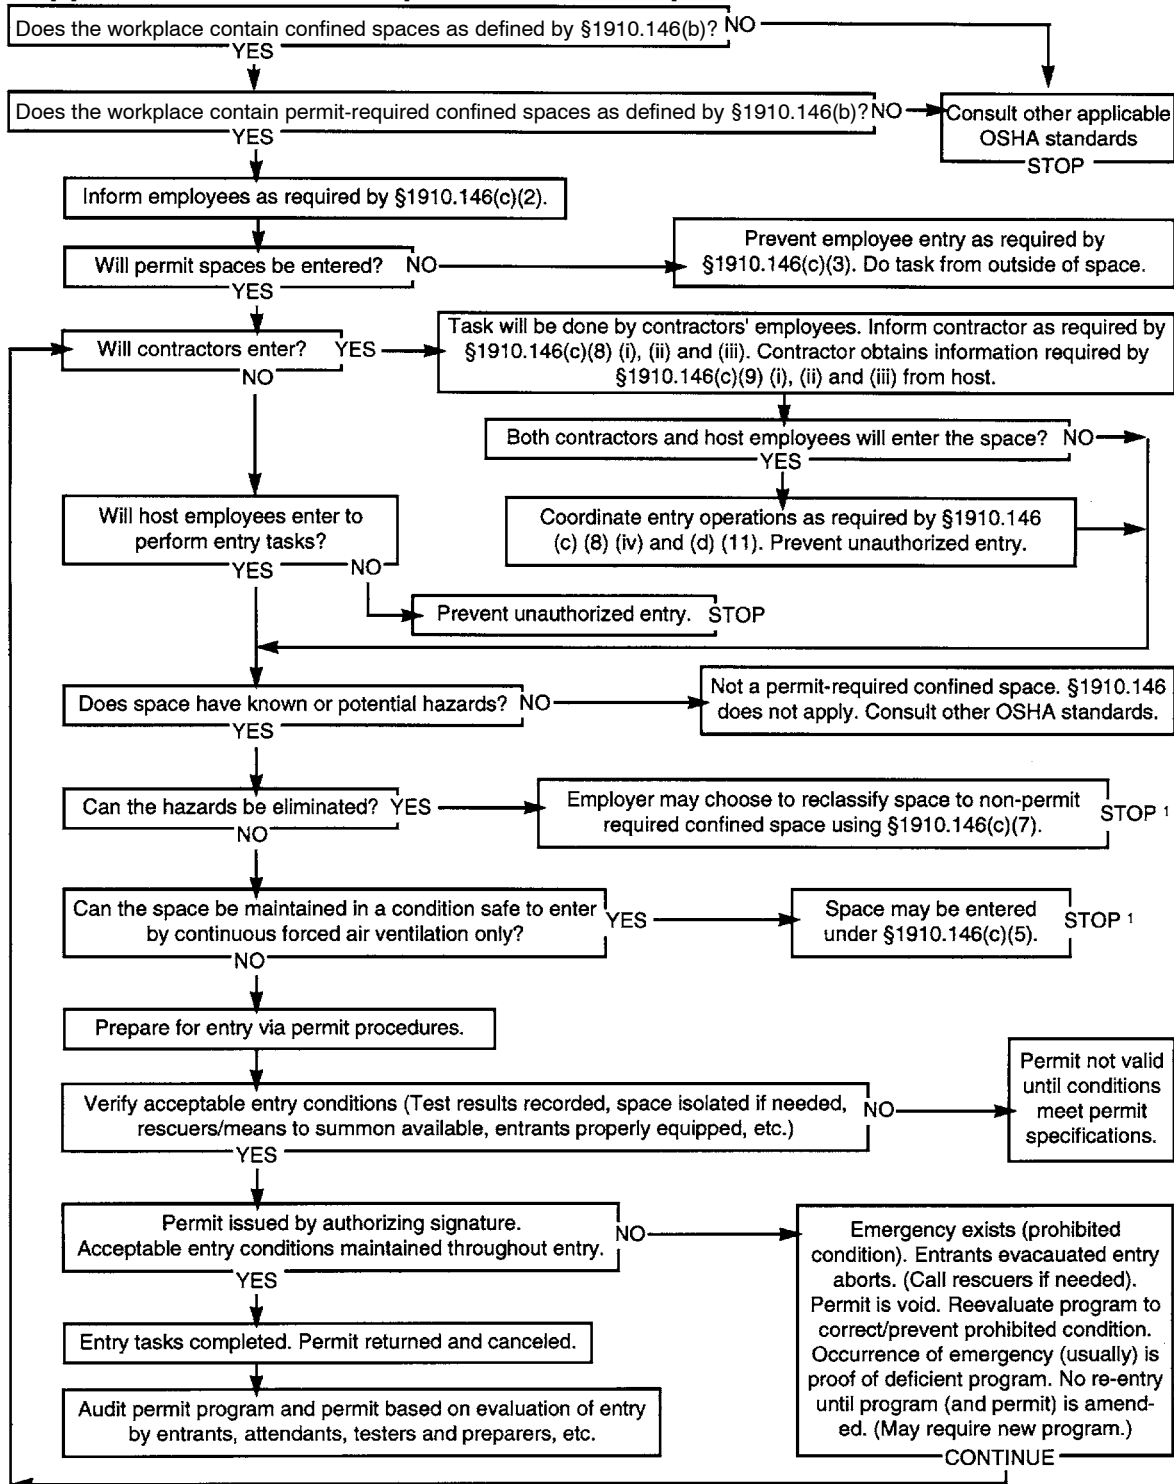 Does the workplace contain confined spaces as defined by §1910.146(b)? NO
YES
Does the workplace contain permit-required confined spaces as defined by §1910.146(b)? NO
YES
Consult other applicable
OSHA standards
STOP
Inform employees as required by §1910.146(c)(2).
Will permit spaces be entered? NO
YES
Prevent employee entry as required by
§1910.146(c)(3). Do task from outside of space.
Will contractors enter? YES
NO
Task will be done by contractors' employees. Inform contractor as required by
§1910.146(c)(8) (i), (ii) and (iii). Contractor obtains information required by
§1910.146(c)(9) (i), (ii) and (iii) from host.
Both contractors and host employees will enter the space? NO
YES
Coordinate entry operations as required by §1910.146
(c) (8) (iv) and (d) (11). Prevent unauthorized entry.
Will host employees enter to
perform entry tasks?
YES NO
Prevent unauthorized entry. STOP
Does space have known or potential hazards? NO
YES
Not a permit-required confined space. §1910.146
does not apply. Consult other OSHA standards.
Can the hazards be eliminated? YES
NO
Employer may choose to reclassify space to non-permit
required confined space using §1910.146(c)(7).
STOP 1
Can the space be maintained in a condition safe to enter
by continuous forced air ventilation only?
YES
NO
Space may be entered
under §1910.146(c)(5).
STOP 1
Prepare for entry via permit procedures.
Verify acceptable entry conditions (Test results recorded, space isolated if needed,
rescuers/means to summon available, entrants properly equipped, etc.)
NO
YES
Permit not valid
until conditions
meet permit
specifications.
Permit issued by authorizing signature.
Acceptable entry conditions maintained throughout entry.
NO
YES
Emergency exists (prohibited
condition). Entrants evacauated entry
aborts. (Call rescuers if needed).
Permit is void. Reevaluate program to
correct/prevent prohibited condition.
Occurrence of emergency (usually) is
proof of deficient program. No re-entry
until program (and permit) is amend-
ed. (May require new program.)
CONTINUE
Entry tasks completed. Permit returned and canceled.
Audit permit program and permit based on evaluation of entry
by entrants, attendants, testers and preparers, etc.